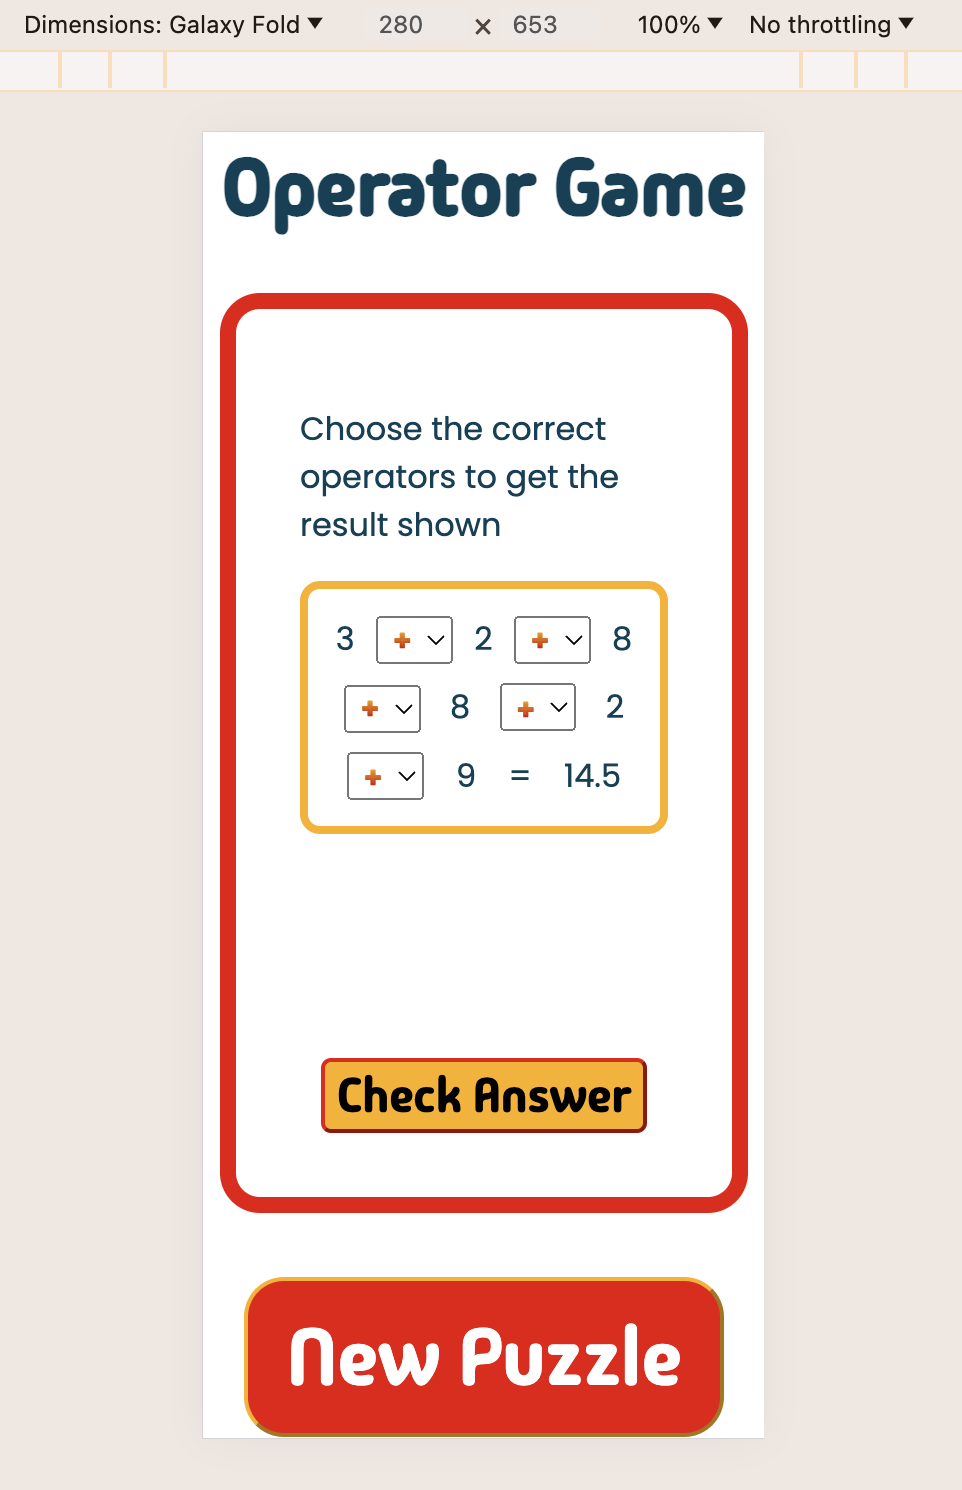 Dimensions: Galaxy Fold ▼ 280 × 653 100% ▼ No throttling ▼
Operator Game
Choose the correct
operators to get the
result shown
3 + 2 + 8
+ 8 + 2
+ 9 = 14.5
Check Answer
New Puzzle